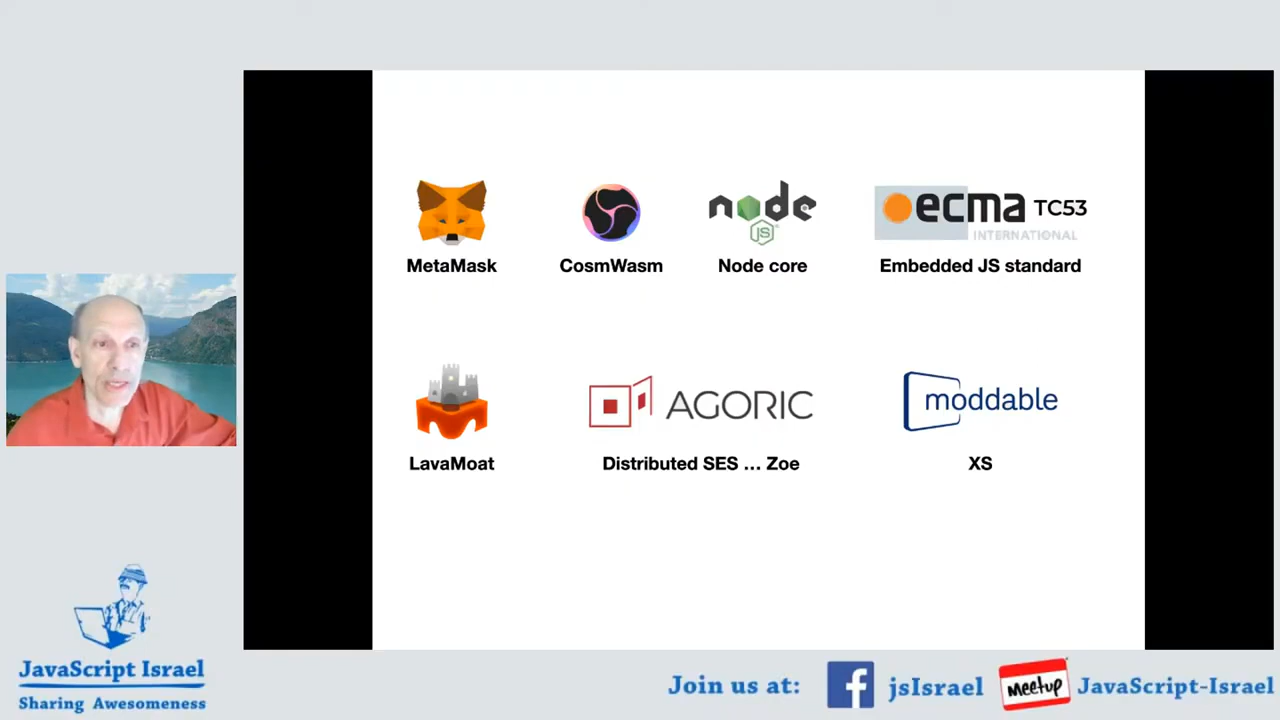 node
JS
ecma TC53
INTERNATIONAL
MetaMask
CosmWasm
Node core
Embedded JS standard
AGORIC
moddable
LavaMoat
Distributed SES ... Zoe
XS
JavaScript Israel
Sharing Awesomeness
Join us at:
f
jsIsrael
Meetup
JavaScript-Israel